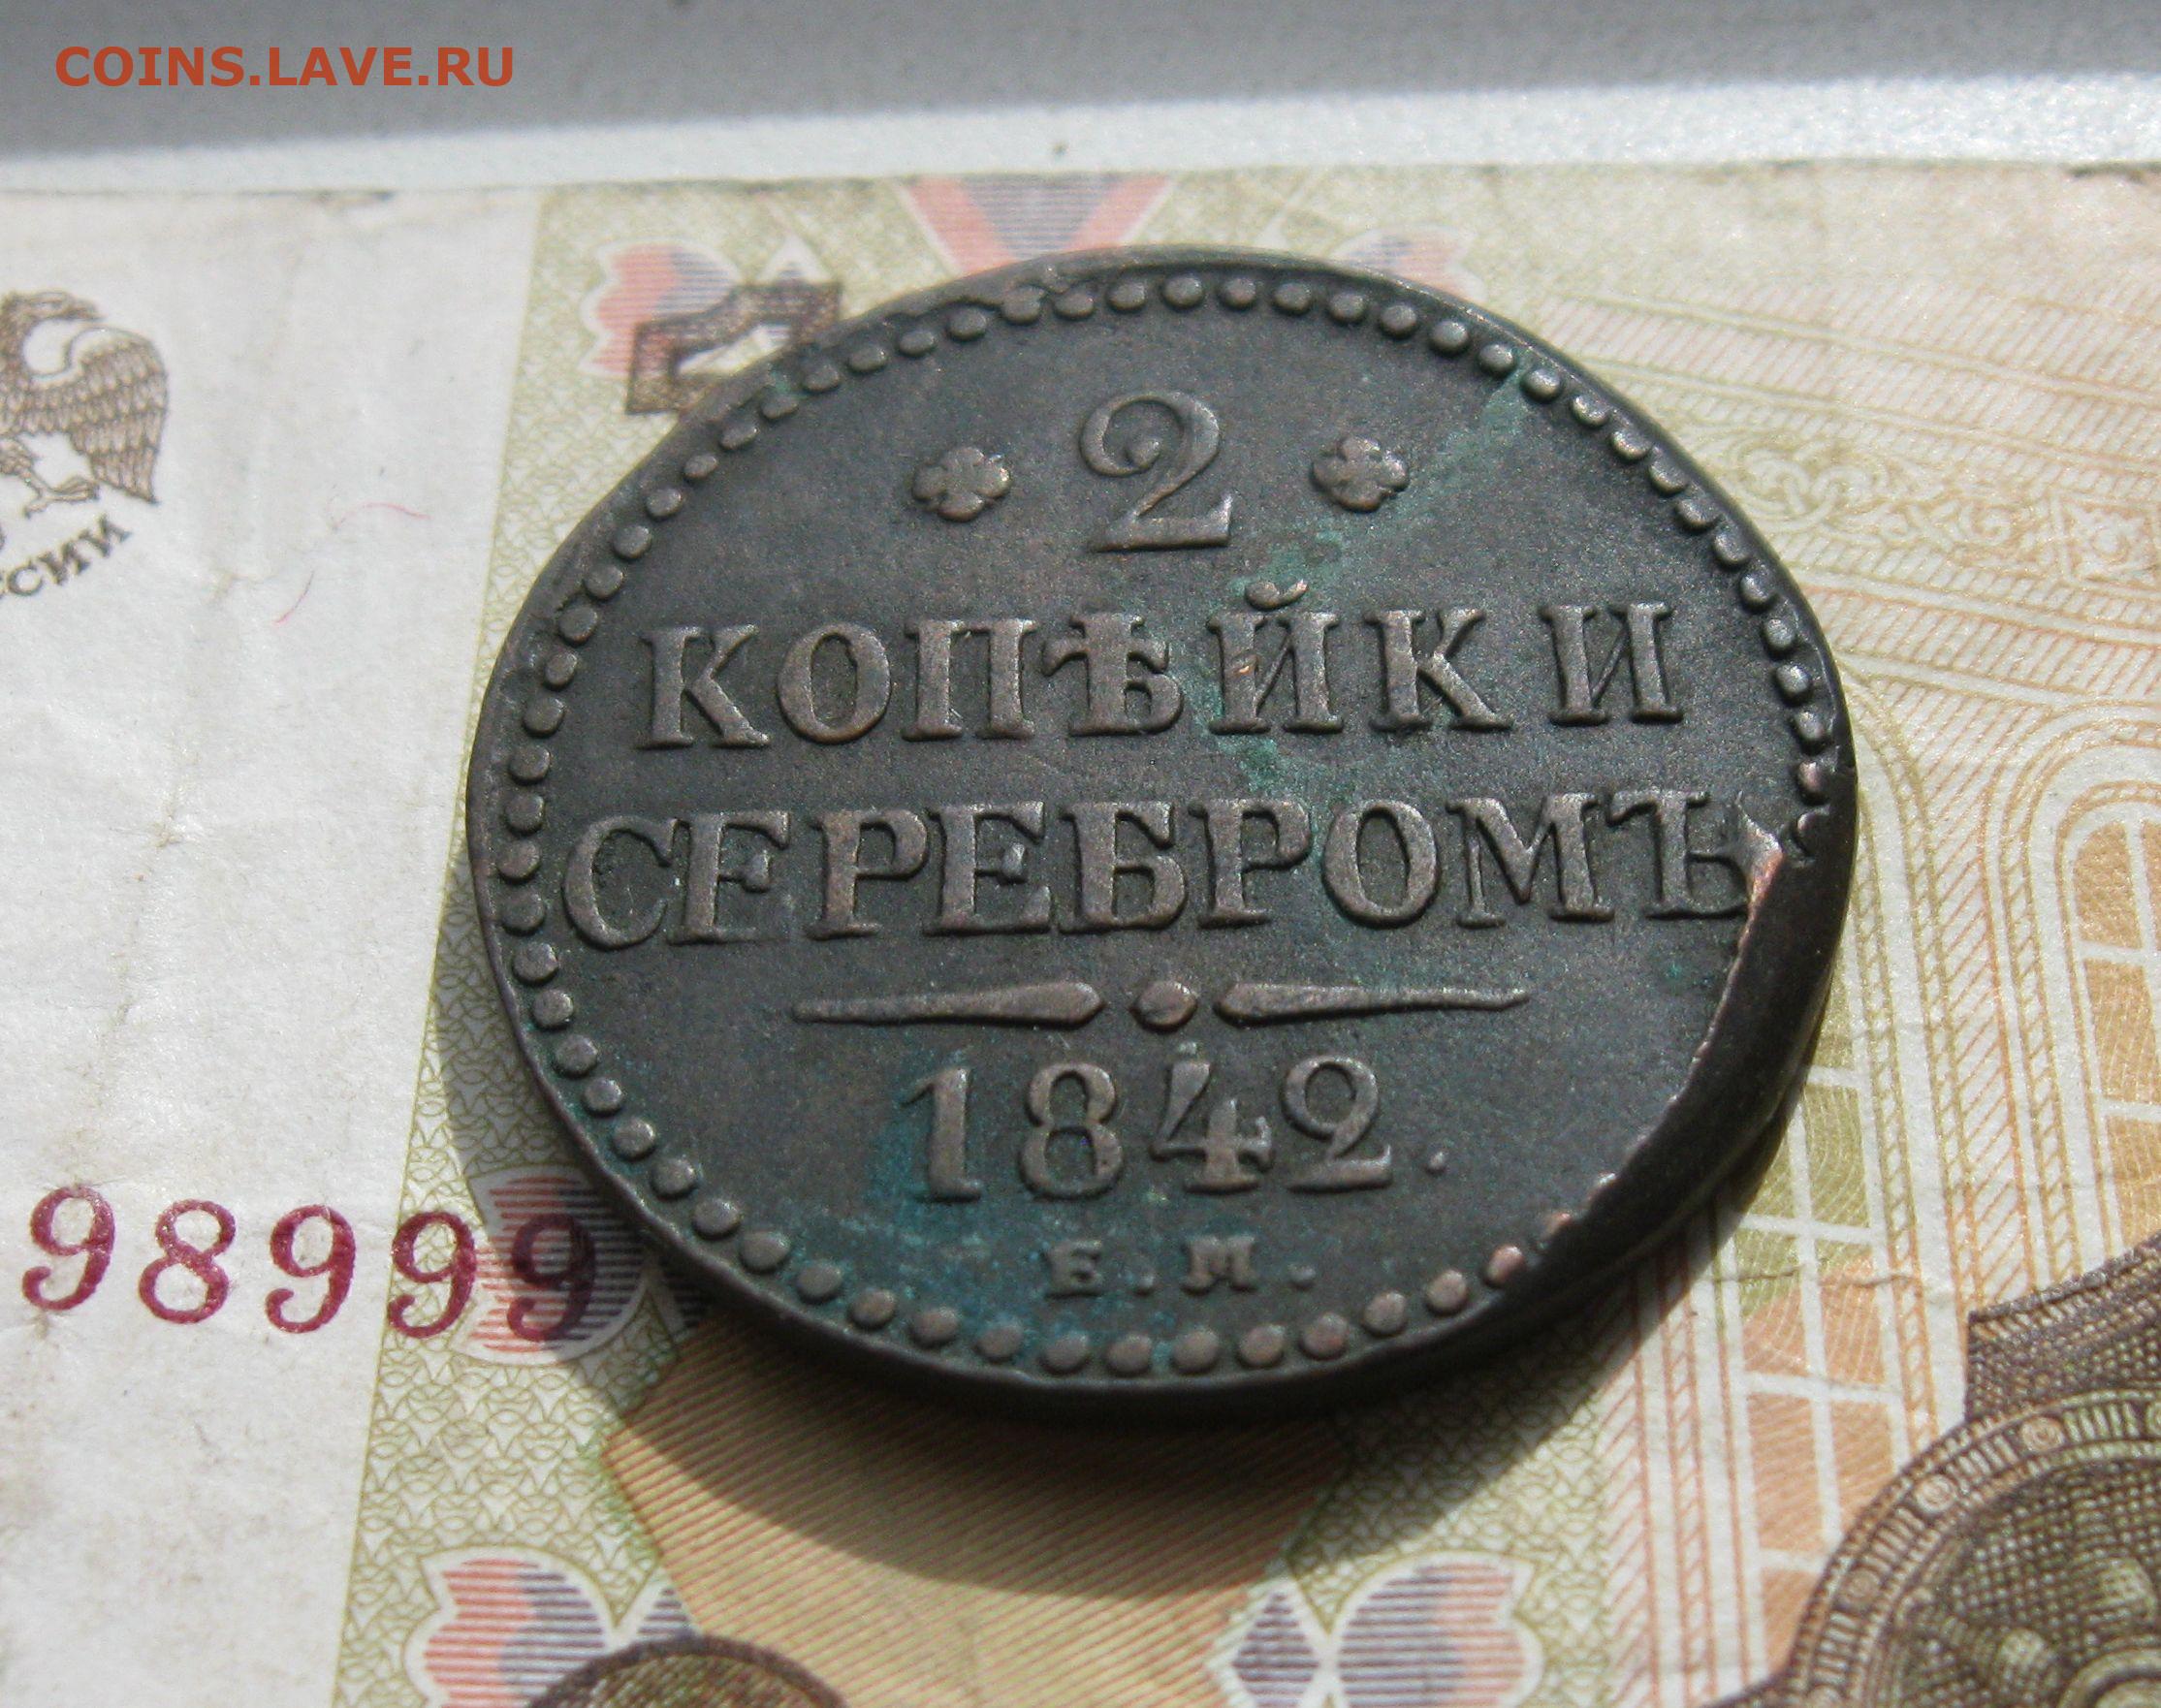 COINS.LAVE.RU
2
КОПѢЙКИ
СЕРЕБРОМЪ
1842.
Е.М.
98999